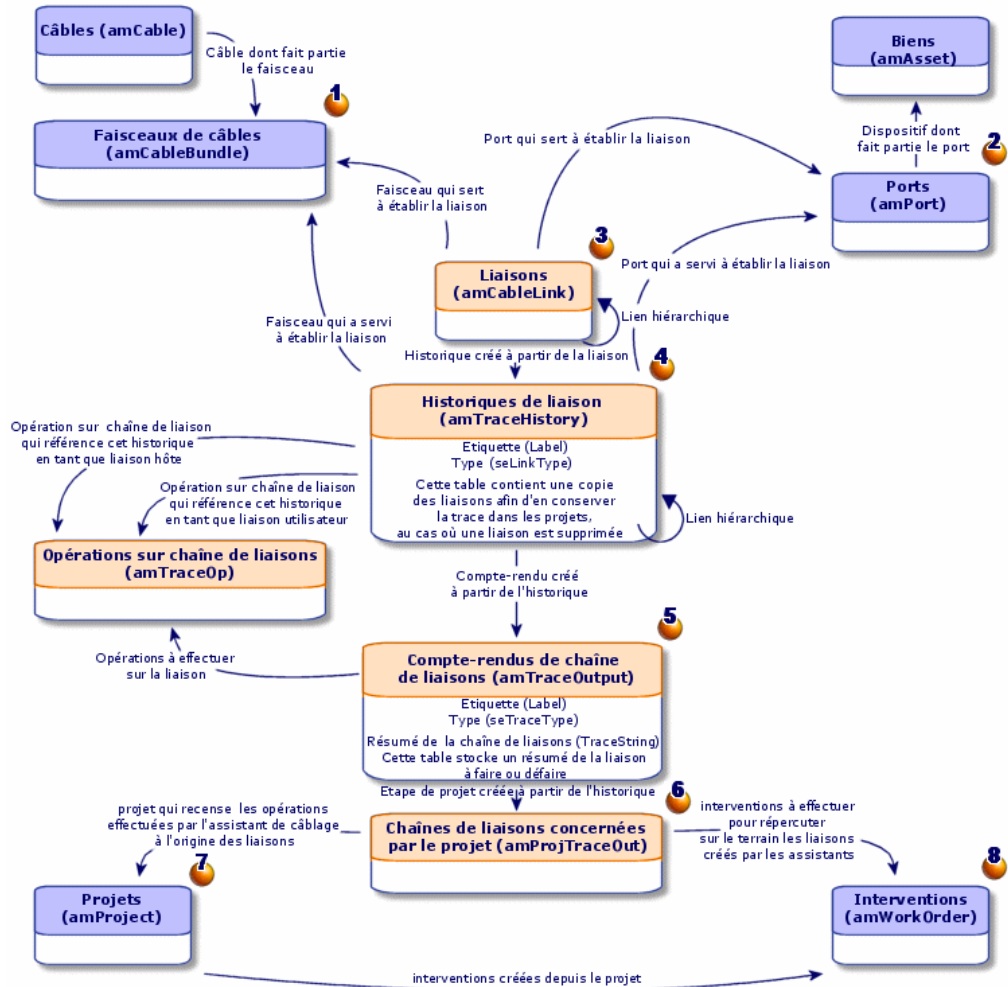 Câbles (amCable)
Câble dont fait partie
le faisceau
1
Faisceaux de câbles
(amCableBundle)
Biens
(amAsset)
Dispositif dont
fait partie le port
2
Ports
(amPort)
Port qui sert à établir la liaison
Faisceau qui sert
à établir la liaison
3
Liaisons
(amCableLink)
Port qui a servi à établir la liaison
Lien hiérarchique
Faisceau qui a servi
à établir la liaison
Historique créé à partir de la liaison
4
Historiques de liaison
(amTraceHistory)
Etiquette (Label)
Type (seLinkType)
Cette table contient une copie
des liaisons afin d'en conserver
la trace dans les projets,
au cas où une liaison est supprimée
Lien hiérarchique
Opération sur chaîne de liaison
qui référence cet historique
en tant que liaison hôte
Opération sur chaîne de liaison
qui référence cet historique
en tant que liaison utilisateur
Opérations sur chaîne de liaisons
(amTraceOp)
Compte-rendu créé
à partir de l'historique
5
Opérations à effectuer
sur la liaison
Compte-rendus de chaîne
de liaisons (amTraceOutput)
Etiquette (Label)
Type (seTraceType)
Résumé de la chaîne de liaisons (TraceString)
Cette table stocke un résumé de la liaison
à faire ou défaire
Etape de projet créée à partir de l'historique
6
projet qui recense les opérations
effectuées par l'assistant de câblage
à l'origine des liaisons
Chaînes de liaisons concernées
par le projet (amProjTraceOut)
interventions à effectuer
pour répercuter
sur le terrain les liaisons
créés par les assistants
7
Projets
(amProject)
8
Interventions
(amWorkOrder)
interventions créées depuis le projet